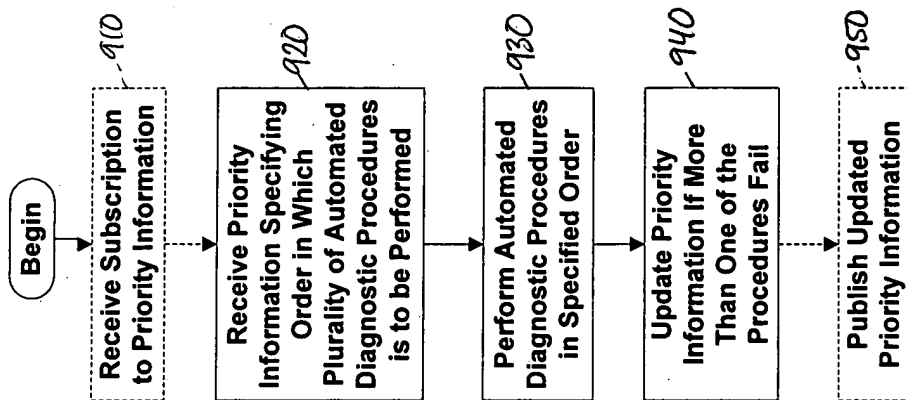 Begin
910
Receive Subscription
to Priority Information
920
Receive Priority
Information Specifying
Order in Which
Plurality of Automated
Diagnostic Procedures
is to be Performed
930
Perform Automated
Diagnostic Procedures
in Specified Order
940
Update Priority
Information If More
Than One of the
Procedures Fail
950
Publish Updated
Priority Information